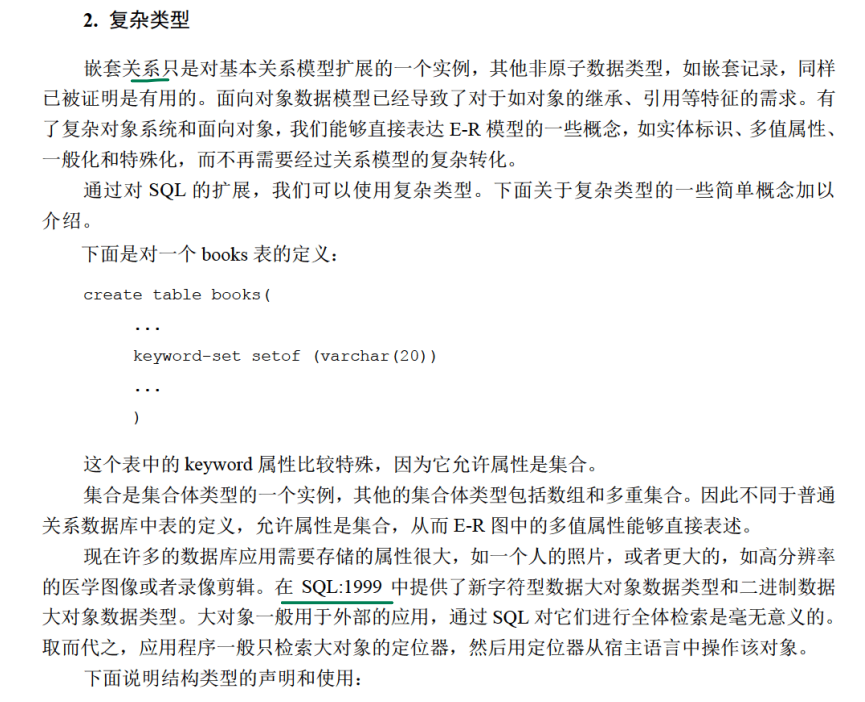 2. 复杂类型
嵌套关系只是对基本关系模型扩展的一个实例，其他非原子数据类型，如嵌套记录，同样
已被证明是有用的。面向对象数据模型已经导致了对于如对象的继承、引用等特征的需求。有
了复杂对象系统和面向对象，我们能够直接表达 E-R 模型的一些概念，如实体标识、多值属性、
一般化和特殊化，而不再需要经过关系模型的复杂转化。
通过对 SQL 的扩展，我们可以使用复杂类型。下面关于复杂类型的一些简单概念加以
介绍。
下面是对一个 books 表的定义：
create table books(
...
keyword-set setof (varchar(20))
...
)
这个表中的 keyword 属性比较特殊，因为它允许属性是集合。
集合是集合体类型的一个实例，其他的集合体类型包括数组和多重集合。因此不同于普通
关系数据库中表的定义，允许属性是集合，从而 E-R 图中的多值属性能够直接表述。
现在许多的数据库应用需要存储的属性很大，如一个人的照片，或者更大的，如高分辨率
的医学图像或者录像剪辑。在 SQL:1999 中提供了新字符型数据大对象数据类型和二进制数据
大对象数据类型。大对象一般用于外部的应用，通过 SQL 对它们进行全体检索是毫无意义的。
取而代之，应用程序一般只检索大对象的定位器，然后用定位器从宿主语言中操作该对象。
下面说明结构类型的声明和使用：